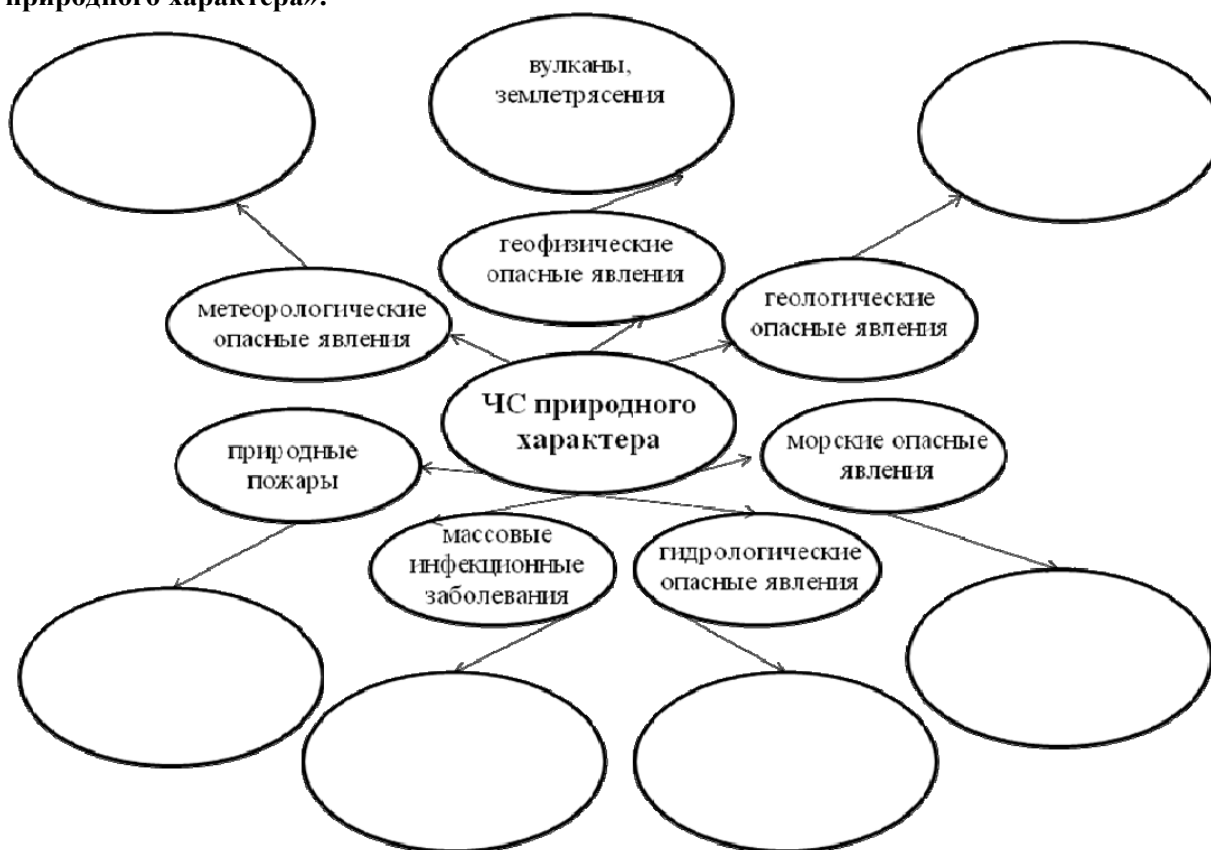 природного характера».
вулканы,
землетрясения
геофизические
опасные явления
метеорологические
опасные явления
геологические
опасные явления
ЧС природного
характера
природные
пожары
морские опасные
явления
массовые
инфекционные
заболевания
гидрологические
опасные явления